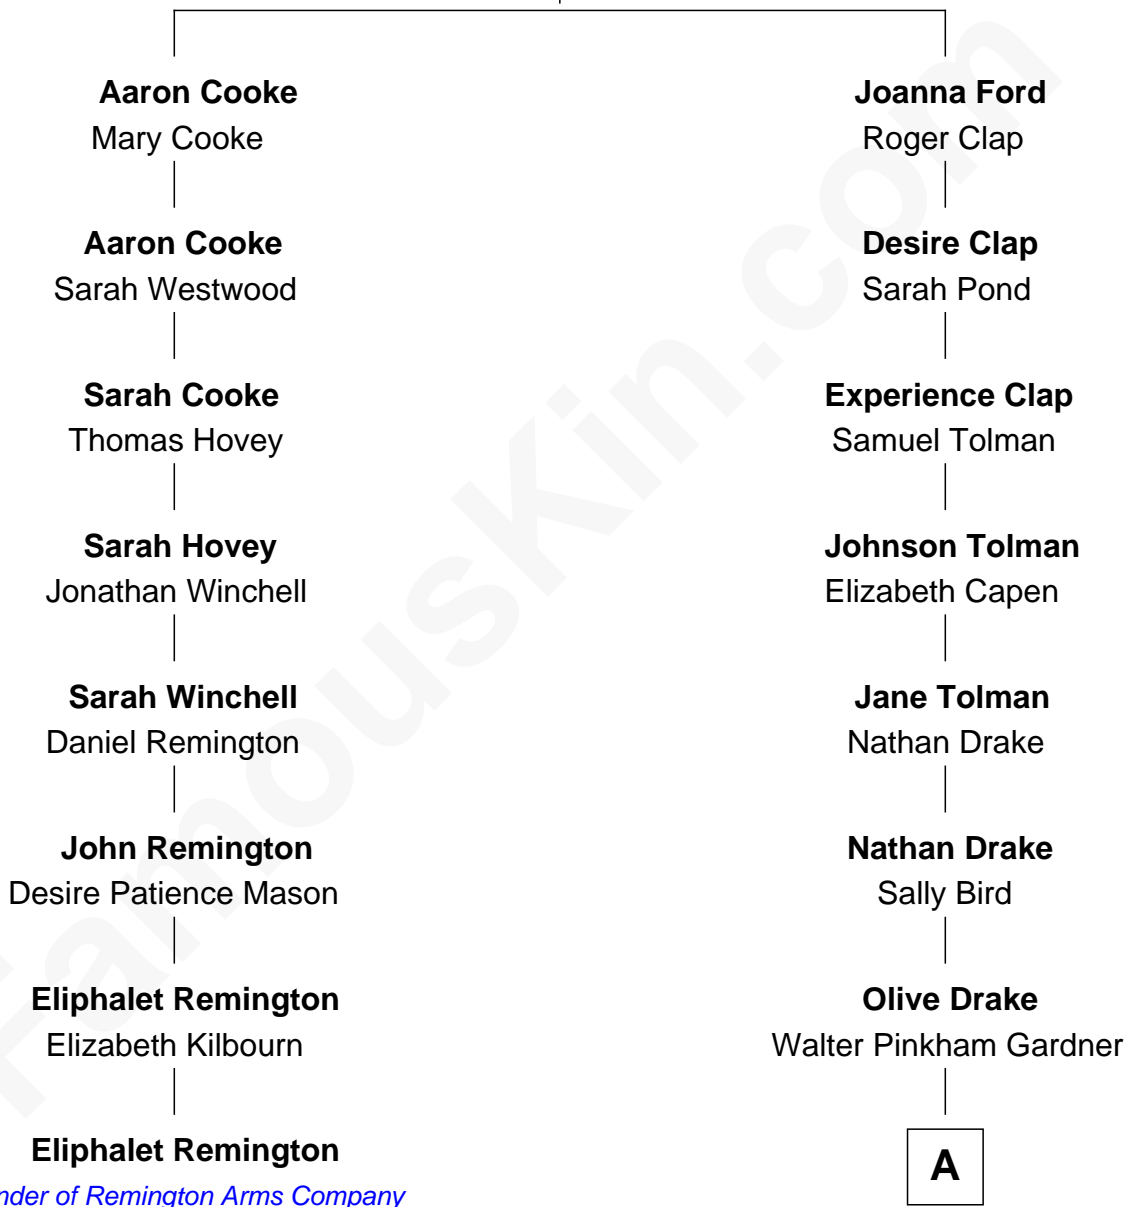 Aaron Cooke
Mary Cooke
Aaron Cooke
Sarah Westwood
Sarah Cooke
Thomas Hovey
Sarah Hovey
Jonathan Winchell
Sarah Winchell
Daniel Remington
John Remington
Desire Patience Mason
Eliphalet Remington
Elizabeth Kilbourn
Eliphalet Remington
nder of Remington Arms Company
Joanna Ford
Roger Clap
Desire Clap
Sarah Pond
Experience Clap
Samuel Tolman
Johnson Tolman
Elizabeth Capen
Jane Tolman
Nathan Drake
Nathan Drake
Sally Bird
Olive Drake
Walter Pinkham Gardner
A
FamousKin.com